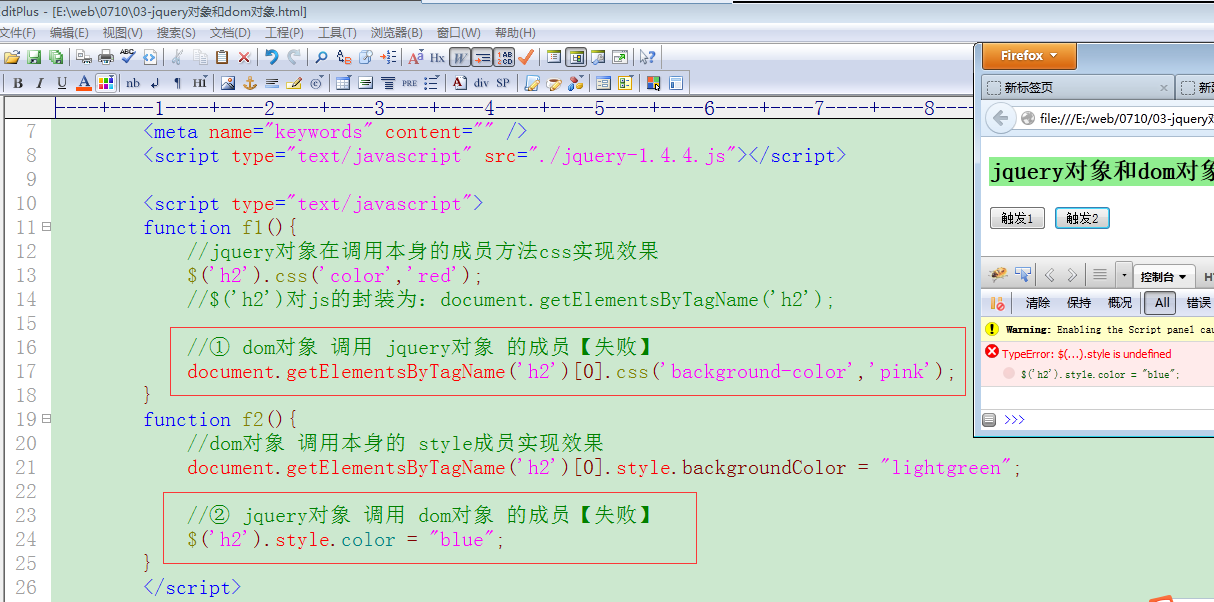 ditPlus - [E:\web\0710\03-jquery对象和dom对象.html]
文件(F) 编辑(E) 视图(V) 搜索(S) 文档(D) 工程(P) 工具(T) 浏览器(B) 窗口(W) 帮助(H)
B I U A nb ¶ HI PRE A div SP
----+----1----+----2----+----3----+----4----+----5----+----6----+----7----+----8----
7 <meta name="keywords" content="" />
8 <script type="text/javascript" src="./jquery-1.4.4.js"></script>
9
10 <script type="text/javascript">
11 function f1(){
12 //jquery对象在调用本身的成员方法css实现效果
13 $('h2').css('color','red');
14 //$('h2')对js的封装为：document.getElementsByTagName('h2');
15
16 //① dom对象 调用 jquery对象 的成员【失败】
17 document.getElementsByTagName('h2')[0].css('background-color','pink');
18 }
19 function f2(){
20 //dom对象 调用本身的 style成员实现效果
21 document.getElementsByTagName('h2')[0].style.backgroundColor = "lightgreen";
22
23 //② jquery对象 调用 dom对象 的成员【失败】
24 $('h2').style.color = "blue";
25 }
26 </script>
Firefox
新标签页 × 新
file:///E:/web/0710/03-jquery
jquery对象和dom对象
触发1 触发2
控制台 H
清除 保持 概况 All 错误
Warning: Enabling the Script panel cau
TypeError: $(...).style is undefined
$('h2').style.color = "blue";
>>>